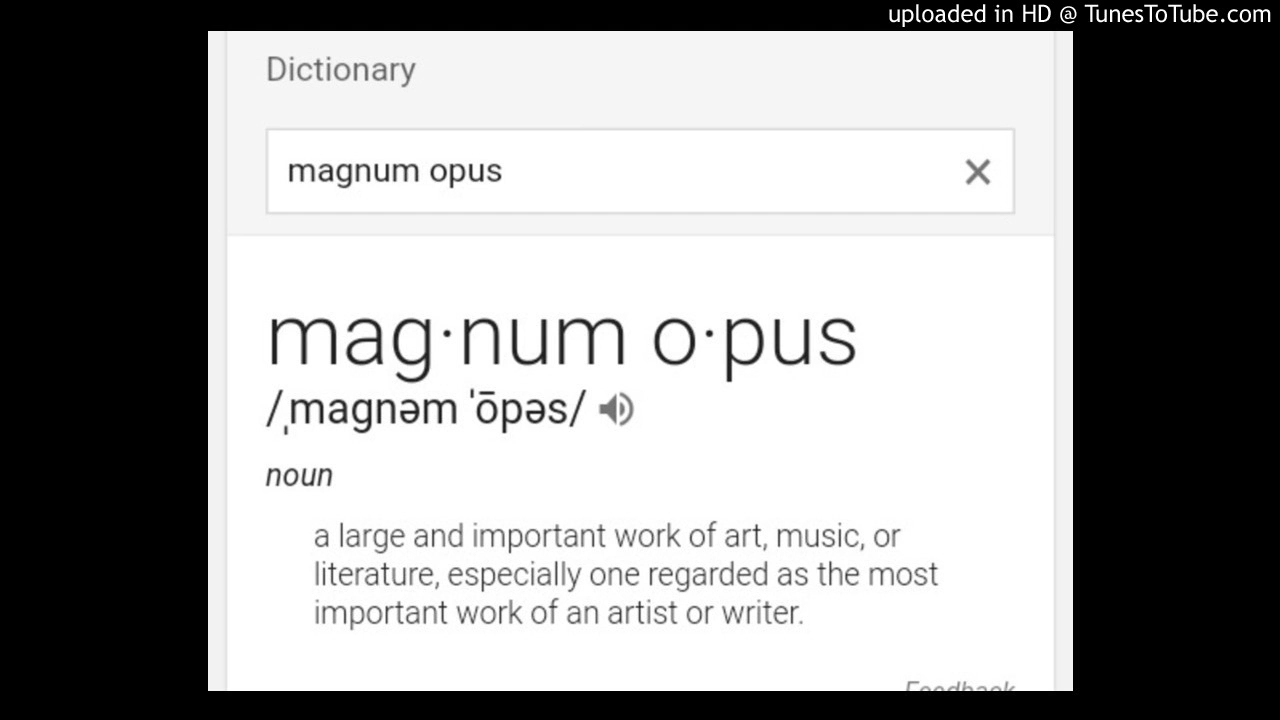 uploaded in HD @ TunesToTube.com
Dictionary
magnum opus
mag·num o·pus
/ˌmagnəm ˈōpəs/
noun
a large and important work of art, music, or
literature, especially one regarded as the most
important work of an artist or writer.
Feedback